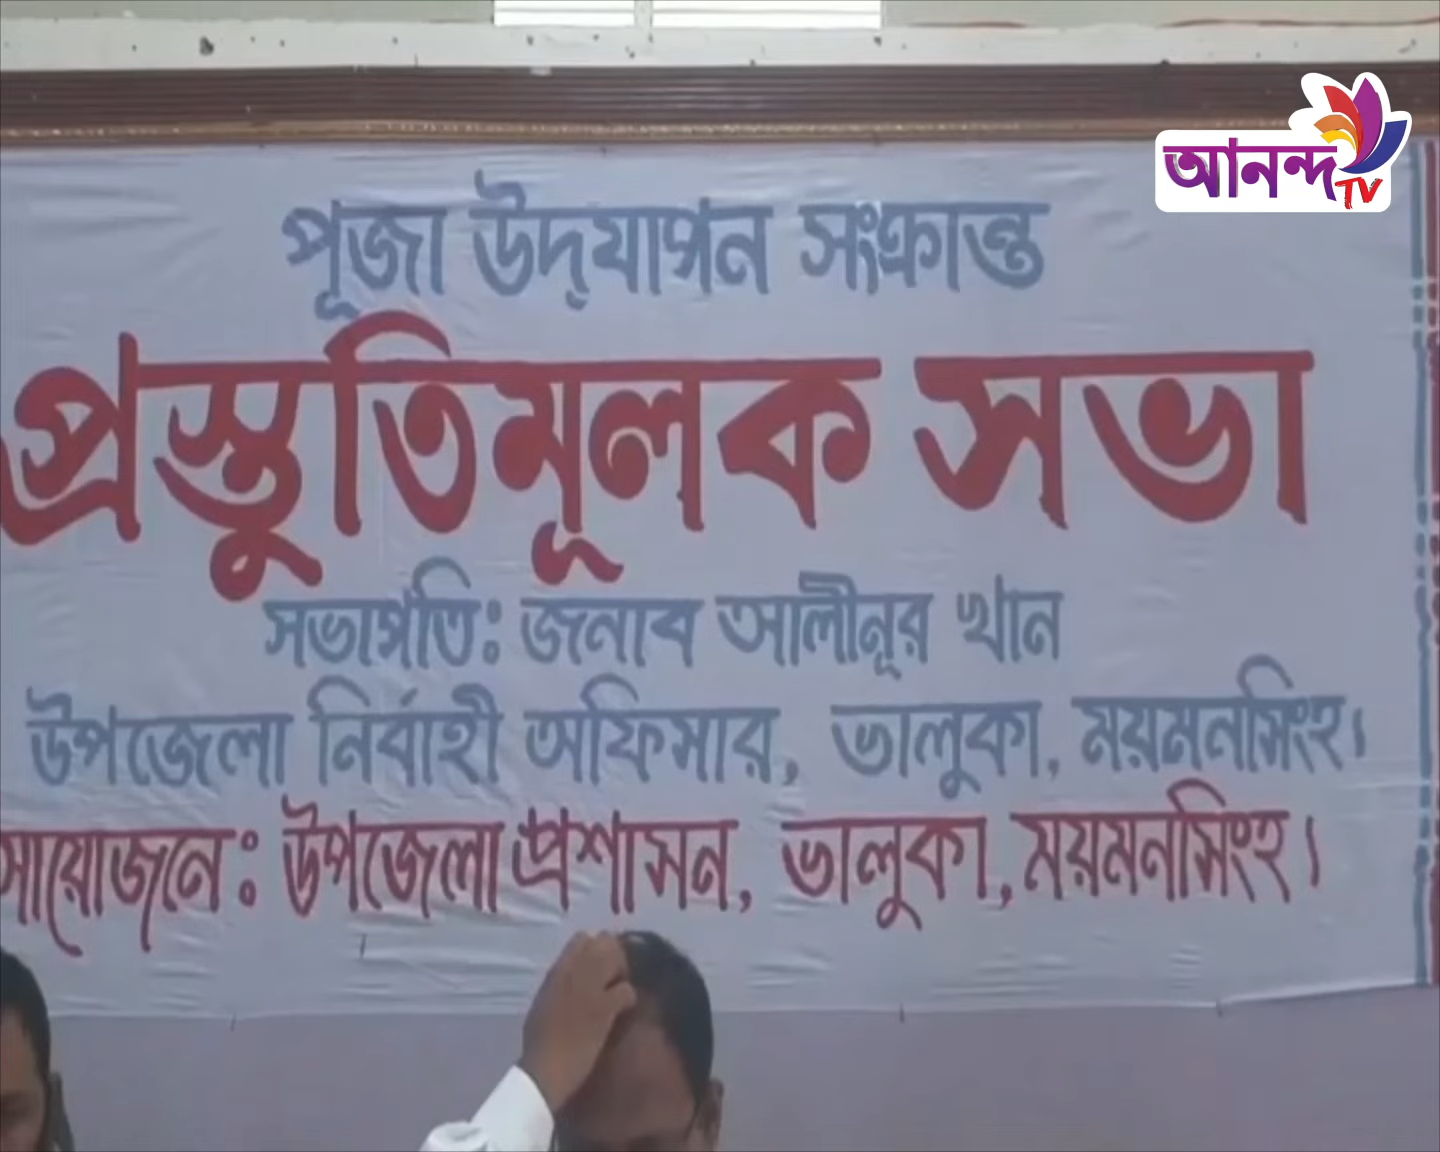 আনন্দ TV
পূজা উদ্‌যাপন সংক্রান্ত
প্রস্তুতিমূলক সভা
সভাপতি: জনাব আলীনূর খান
উপজেলা নির্বাহী অফিসার, ভালুকা, ময়মনসিংহ।
সায়োজনে: উপজেলা প্রশাসন, ভালুকা, ময়মনসিংহ।